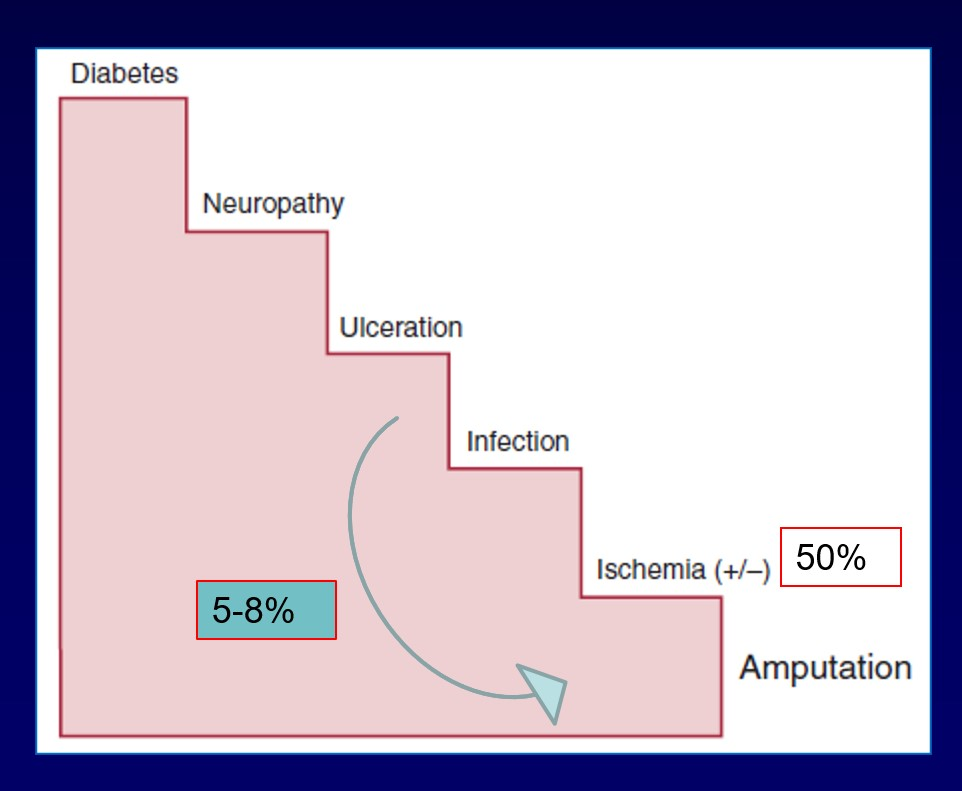 Diabetes
Neuropathy
Ulceration
Infection
Ischemia (+/–)
50%
5-8%
Amputation